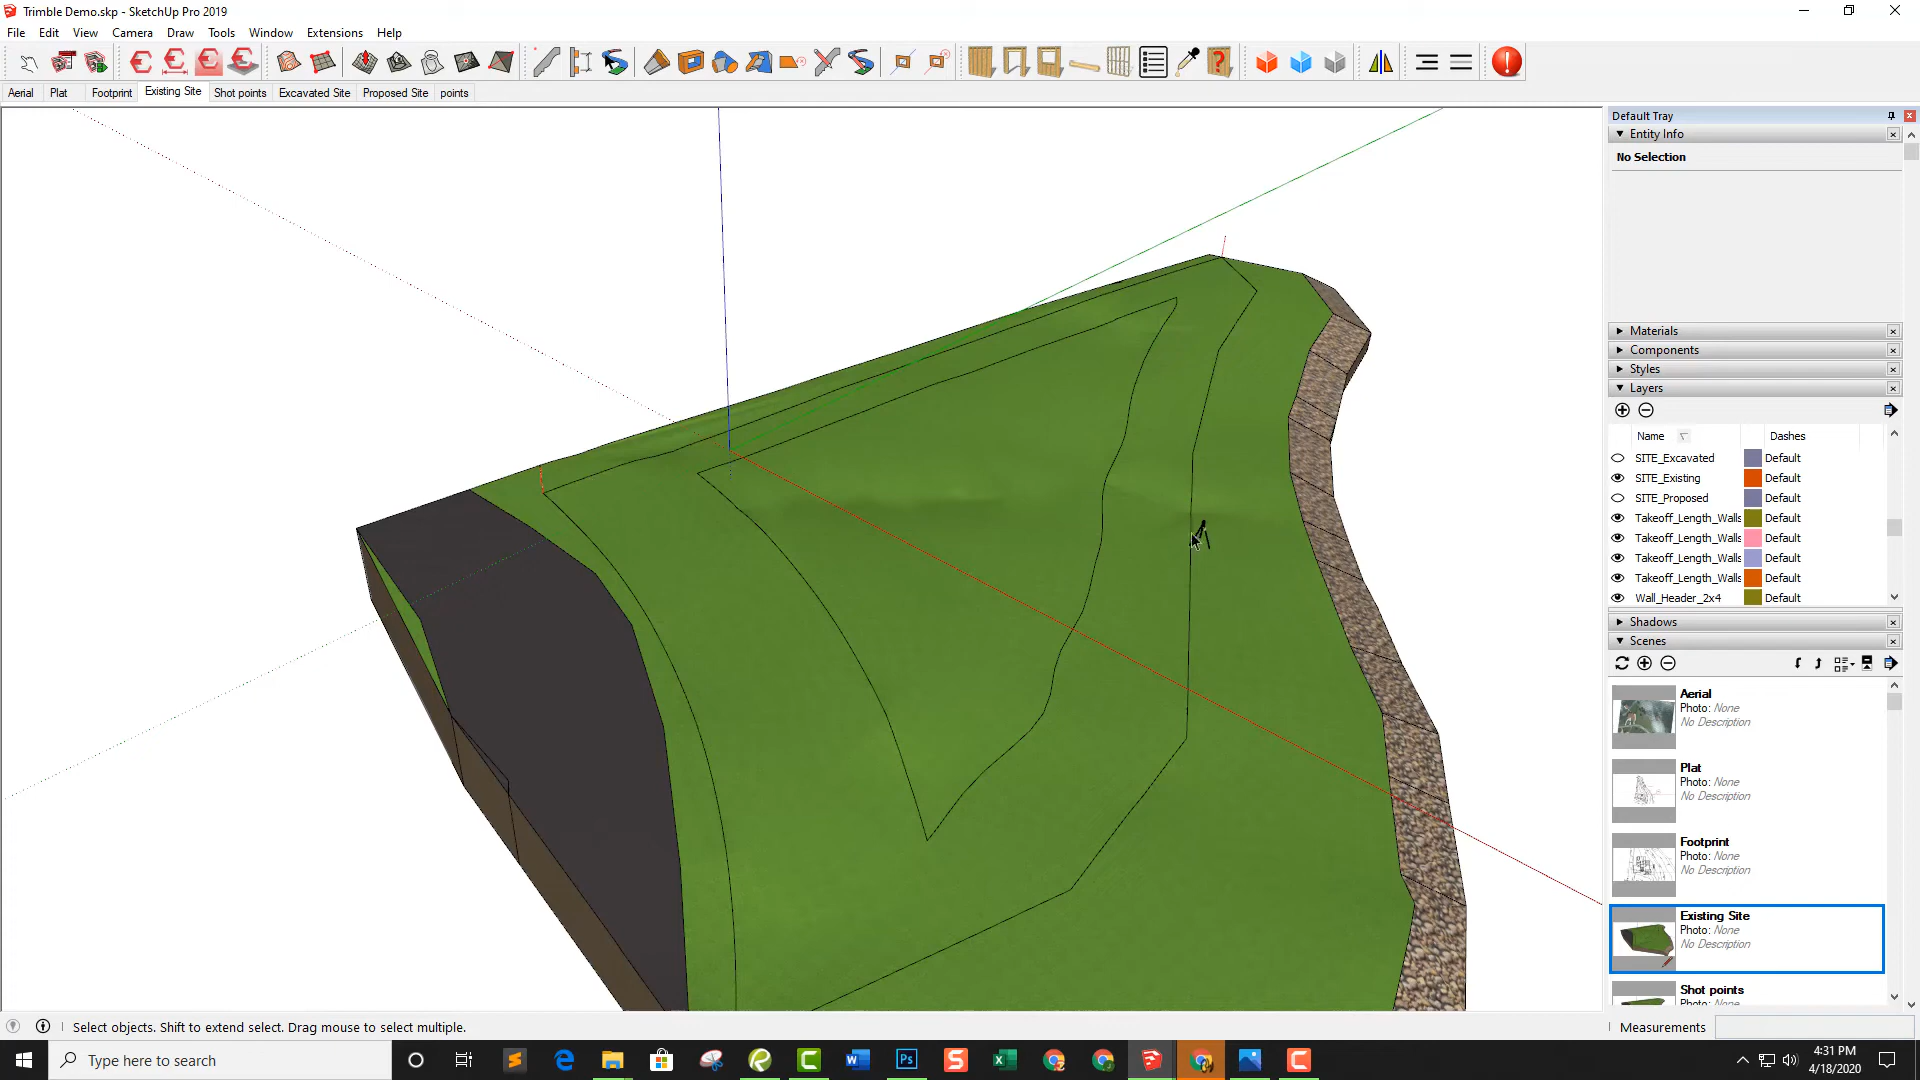 Trimble Demo.skp - SketchUp Pro 2019
File Edit View Camera Draw Tools Window Extensions Help
Aerial Plat Footprint Existing Site Shot points Excavated Site Proposed Site points
Default Tray
Entity Info
No Selection
Materials
Components
Styles
Layers
Name Dashes
SITE_Excavated Default
SITE_Existing Default
SITE_Proposed Default
Takeoff_Length_Walls Default
Takeoff_Length_Walls Default
Takeoff_Length_Walls Default
Takeoff_Length_Walls Default
Wall_Header_2x4 Default
Shadows
Scenes
Aerial
Photo: None
No Description
Plat
Photo: None
No Description
Footprint
Photo: None
No Description
Existing Site
Photo: None
No Description
Shot points
Photo: None
Select objects. Shift to extend select. Drag mouse to select multiple.
Measurements
Type here to search
4:31 PM
4/18/2020